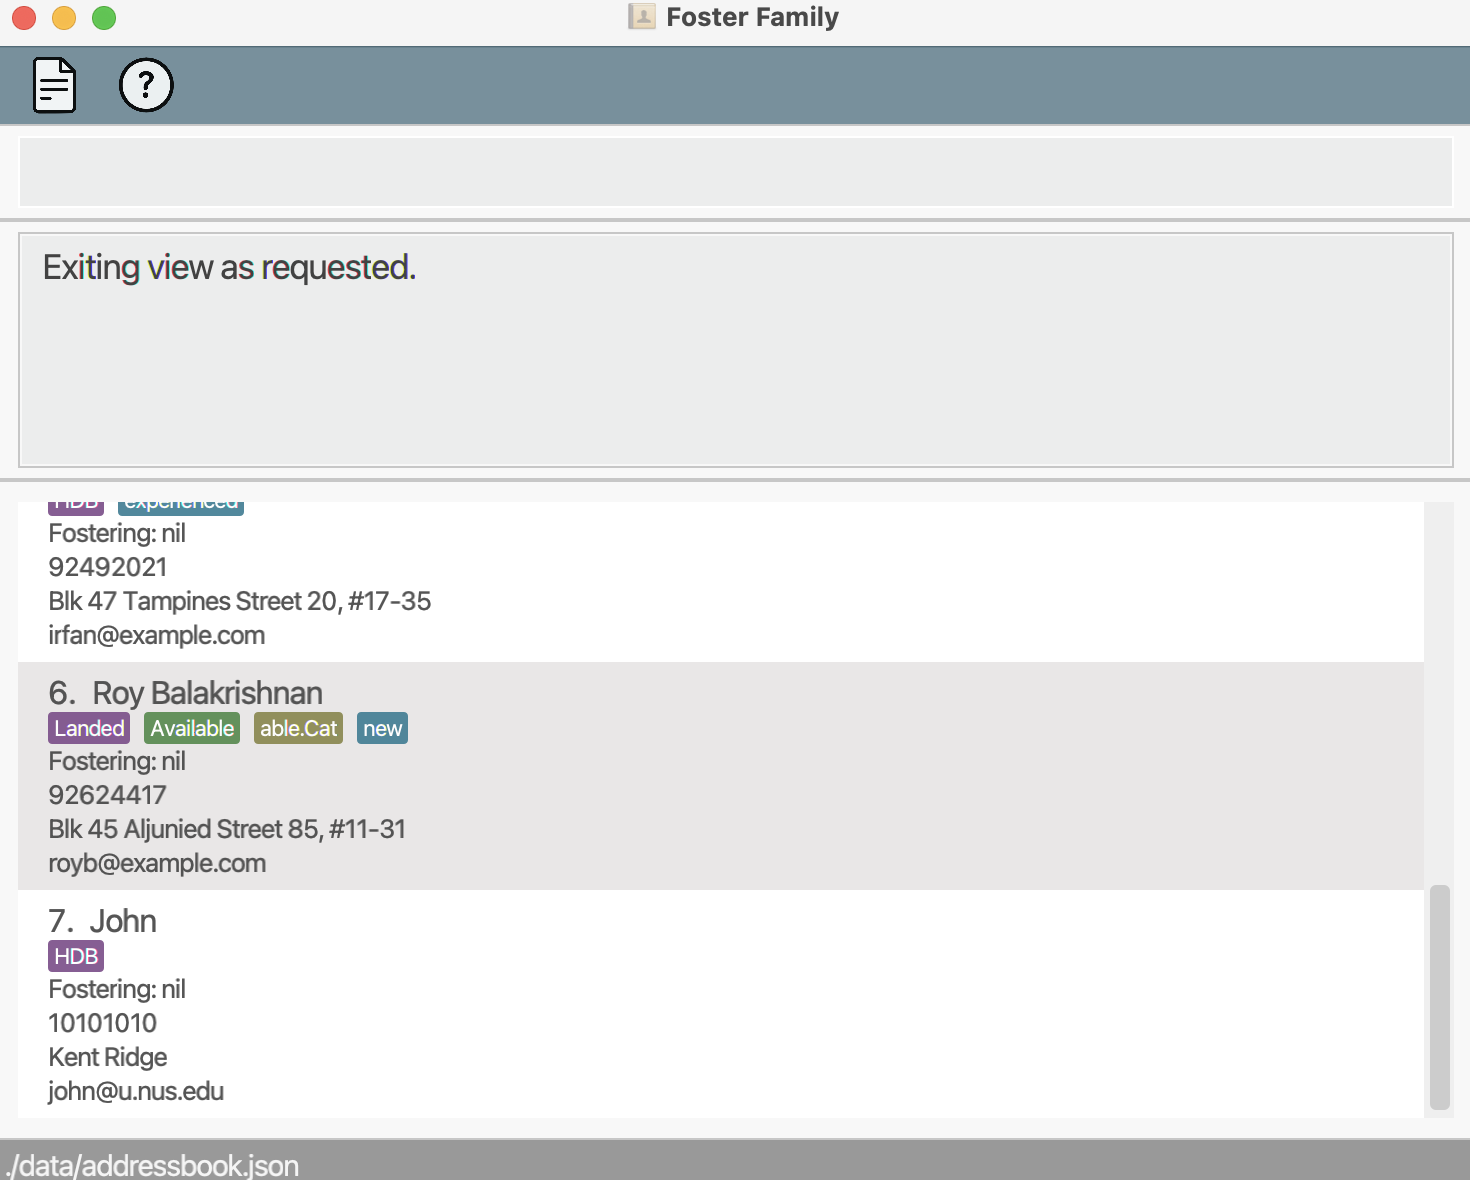 Foster Family
?
Exiting view as requested.
HDB experienced
Fostering: nil
92492021
Blk 47 Tampines Street 20, #17-35
irfan@example.com
6. Roy Balakrishnan
Landed Available able.Cat new
Fostering: nil
92624417
Blk 45 Aljunied Street 85, #11-31
royb@example.com
7. John
HDB
Fostering: nil
10101010
Kent Ridge
john@u.nus.edu
./data/addressbook.json